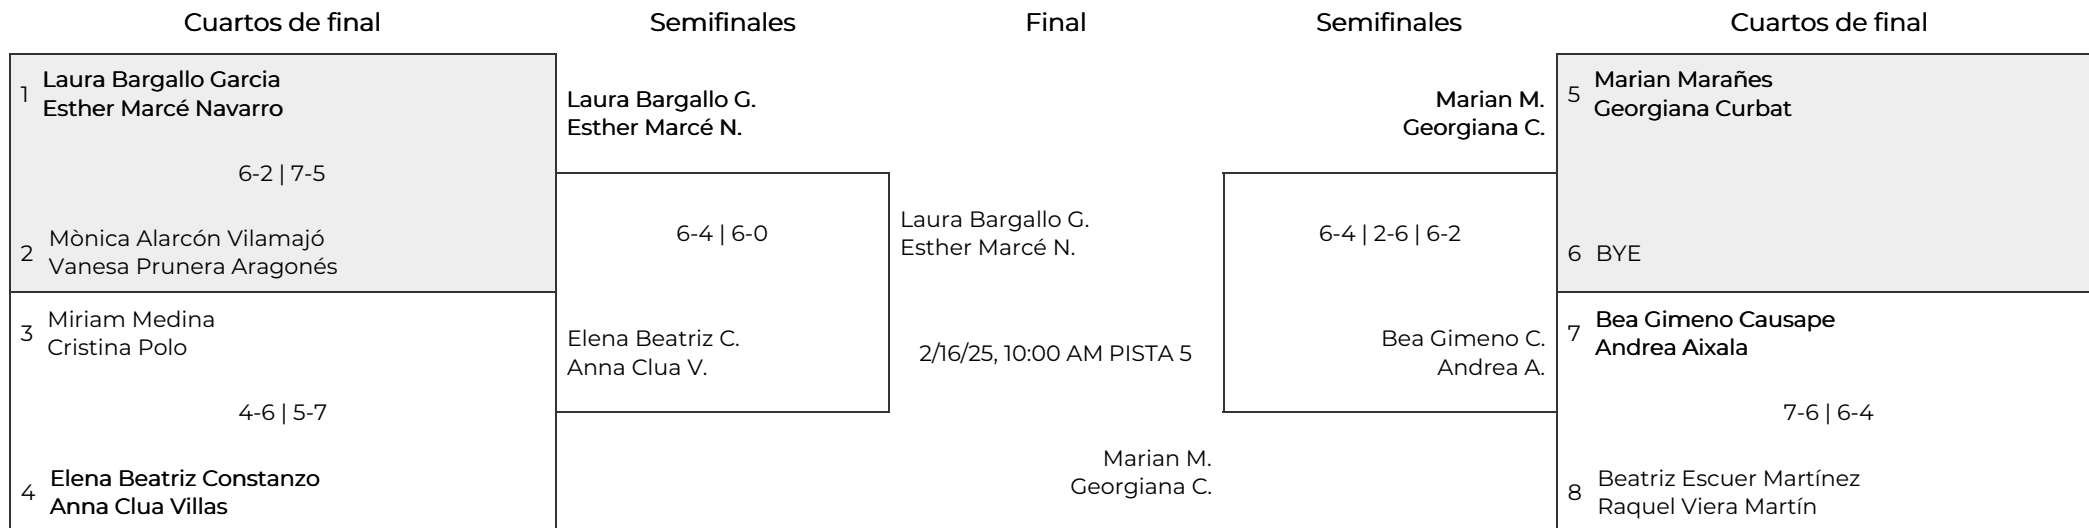 Cuartos de final
Semifinales
Final
Semifinales
Cuartos de final
1
Laura Bargallo Garcia
Esther Marcé Navarro
6-2 | 7-5
2
Mònica Alarcón Vilamajó
Vanesa Prunera Aragonés
3
Miriam Medina
Cristina Polo
4-6 | 5-7
4
Elena Beatriz Constanzo
Anna Clua Villas
Laura Bargallo G.
Esther Marcé N.
6-4 | 6-0
Elena Beatriz C.
Anna Clua V.
Laura Bargallo G.
Esther Marcé N.
2/16/25, 10:00 AM PISTA 5
Marian M.
Georgiana C.
Marian M.
Georgiana C.
6-4 | 2-6 | 6-2
Bea Gimeno C.
Andrea A.
5
Marian Marañes
Georgiana Curbat
6 BYE
7
Bea Gimeno Causape
Andrea Aixala
7-6 | 6-4
8
Beatriz Escuer Martínez
Raquel Viera Martín